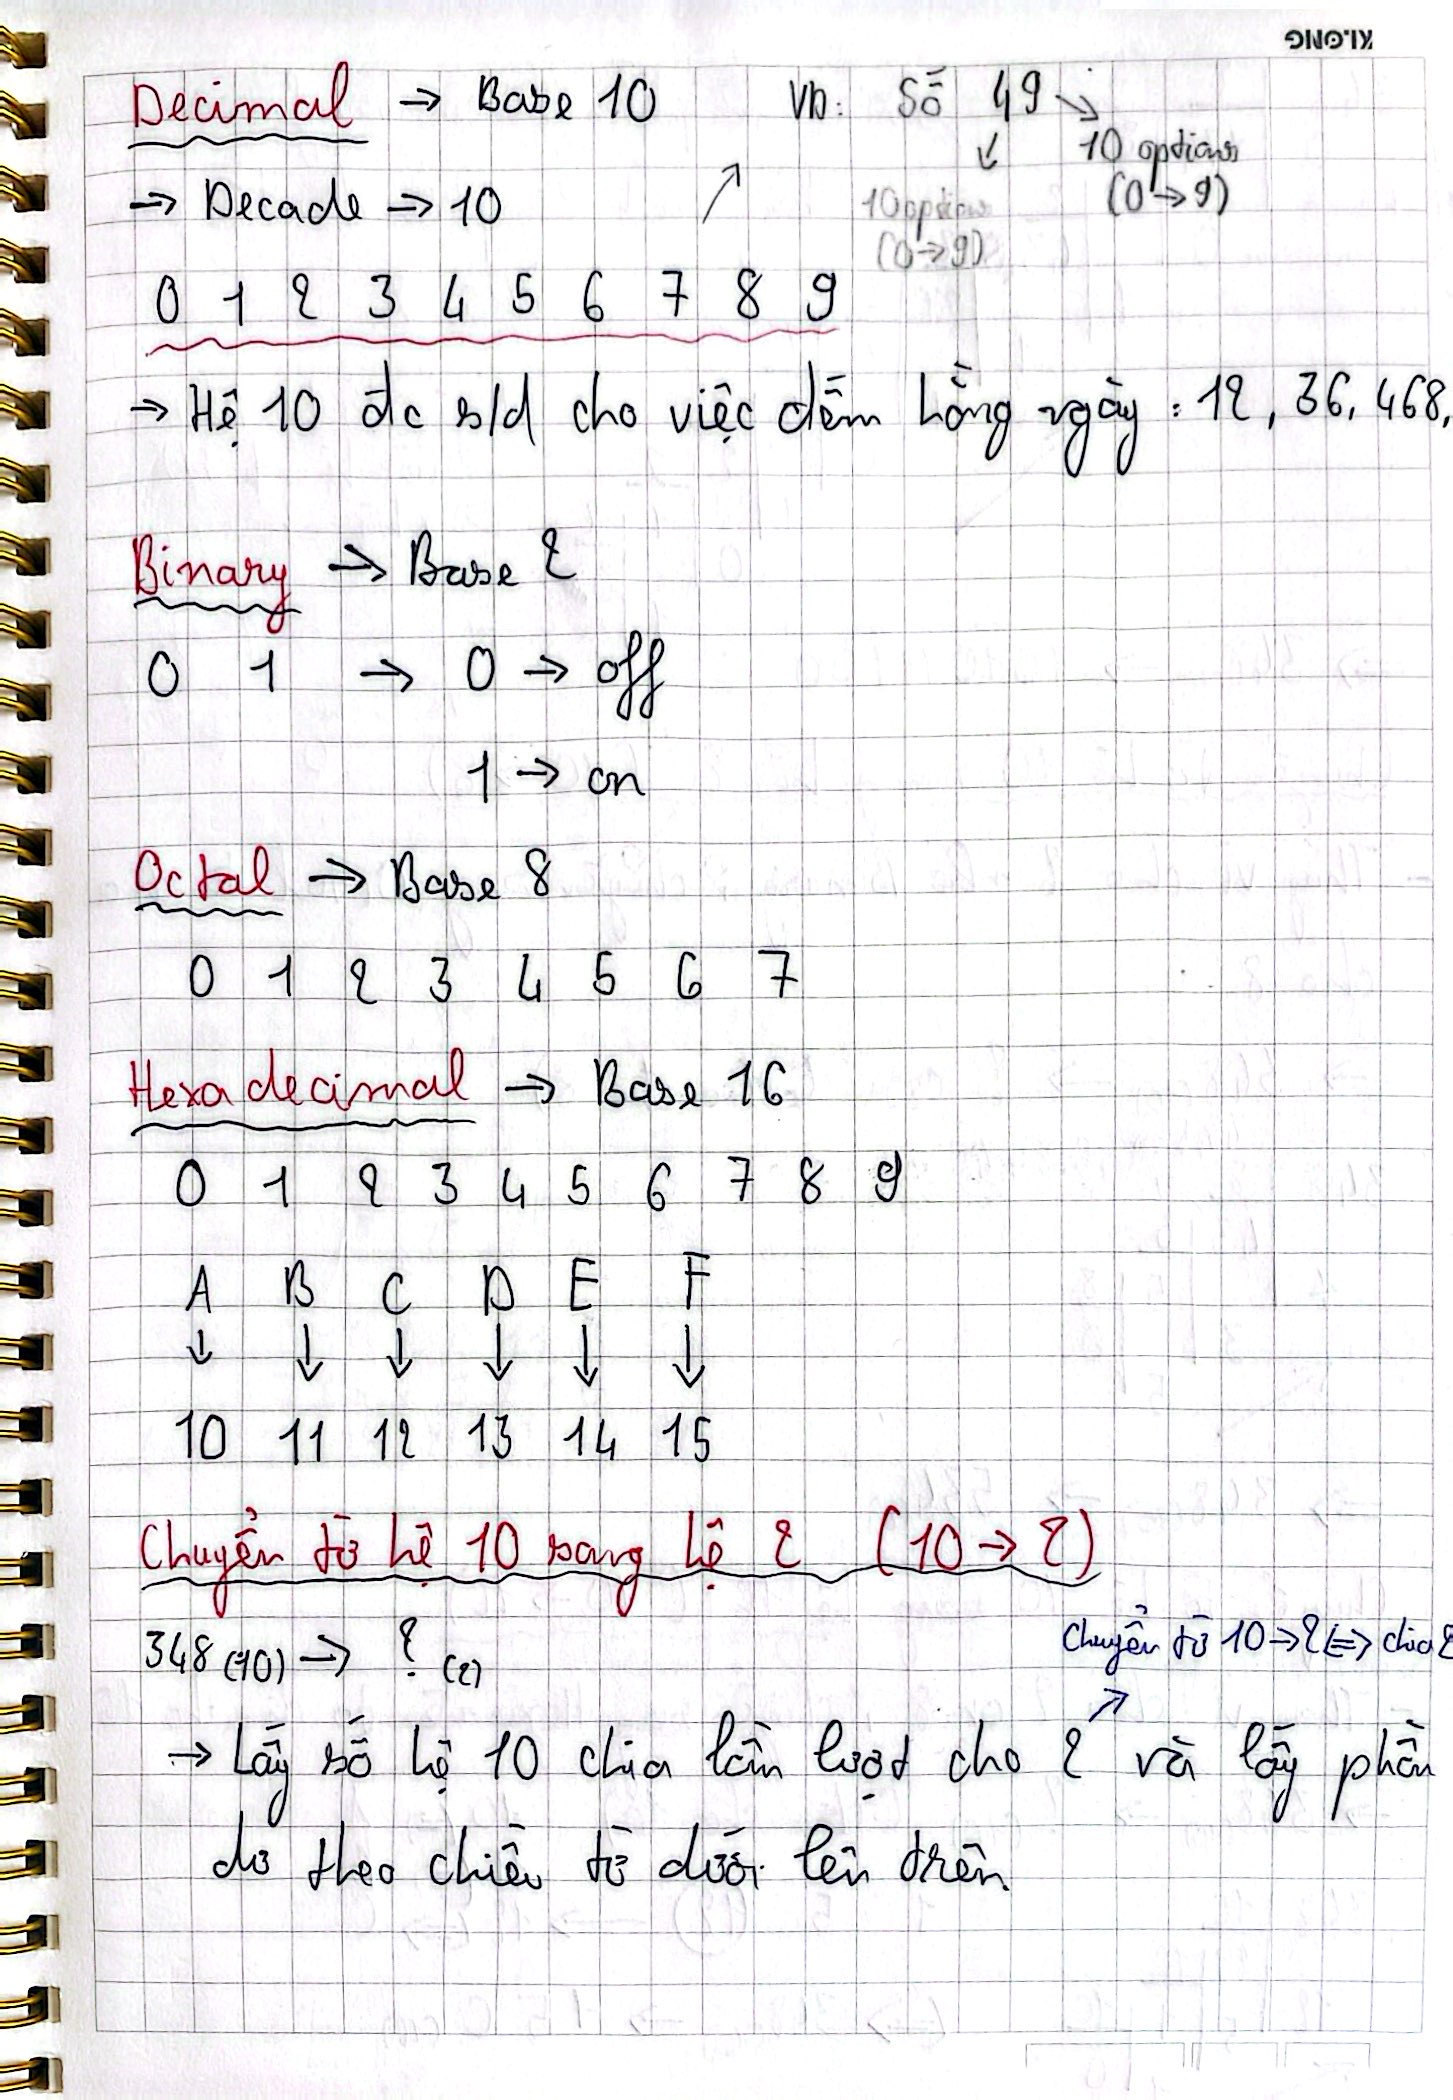 KLONG
Decimal → Base 10 VD: Số 49
→ Decade → 10
10 options (0→9)
10 options (0→9)
0 1 2 3 4 5 6 7 8 9
→ Hệ 10 đc s/d cho việc đếm hằng ngày: 12, 36, 468,
Binary → Base 2
0 1 → 0 → off
1 → on
Octal → Base 8
0 1 2 3 4 5 6 7
Hexadecimal → Base 16
0 1 2 3 4 5 6 7 8 9
A B C D E F
↓ ↓ ↓ ↓ ↓ ↓
10 11 12 13 14 15
Chuyển từ hệ 10 sang hệ 2 (10 → 2)
348 (10) → ? (2)
Chuyển từ 10 → 2 <=> chia 2
→ Lấy số hệ 10 chia lần lượt cho 2 và lấy phần
dư theo chiều từ dưới lên trên.